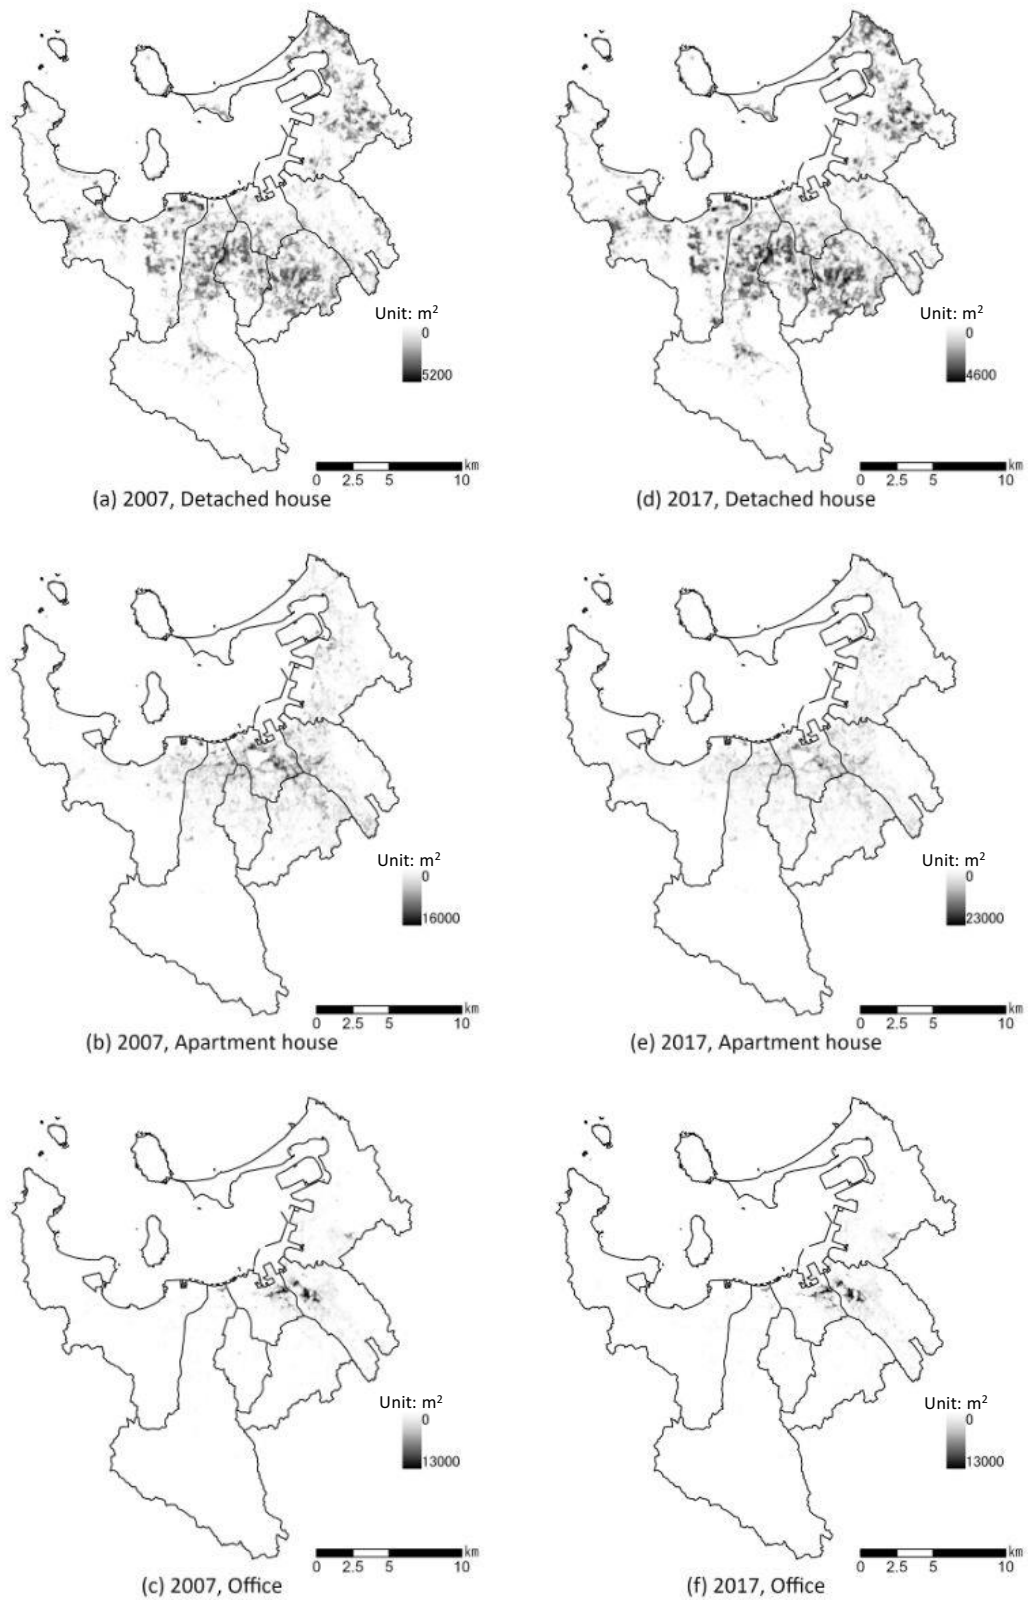 Unit: m²
0
5200
km
0 2.5 5 10
(a) 2007, Detached house
Unit: m²
0
4600
km
0 2.5 5 10
(d) 2017, Detached house
Unit: m²
0
16000
km
0 2.5 5 10
(b) 2007, Apartment house
Unit: m²
0
23000
km
0 2.5 5 10
(e) 2017, Apartment house
Unit: m²
0
13000
km
0 2.5 5 10
(c) 2007, Office
Unit: m²
0
13000
km
0 2.5 5 10
(f) 2017, Office